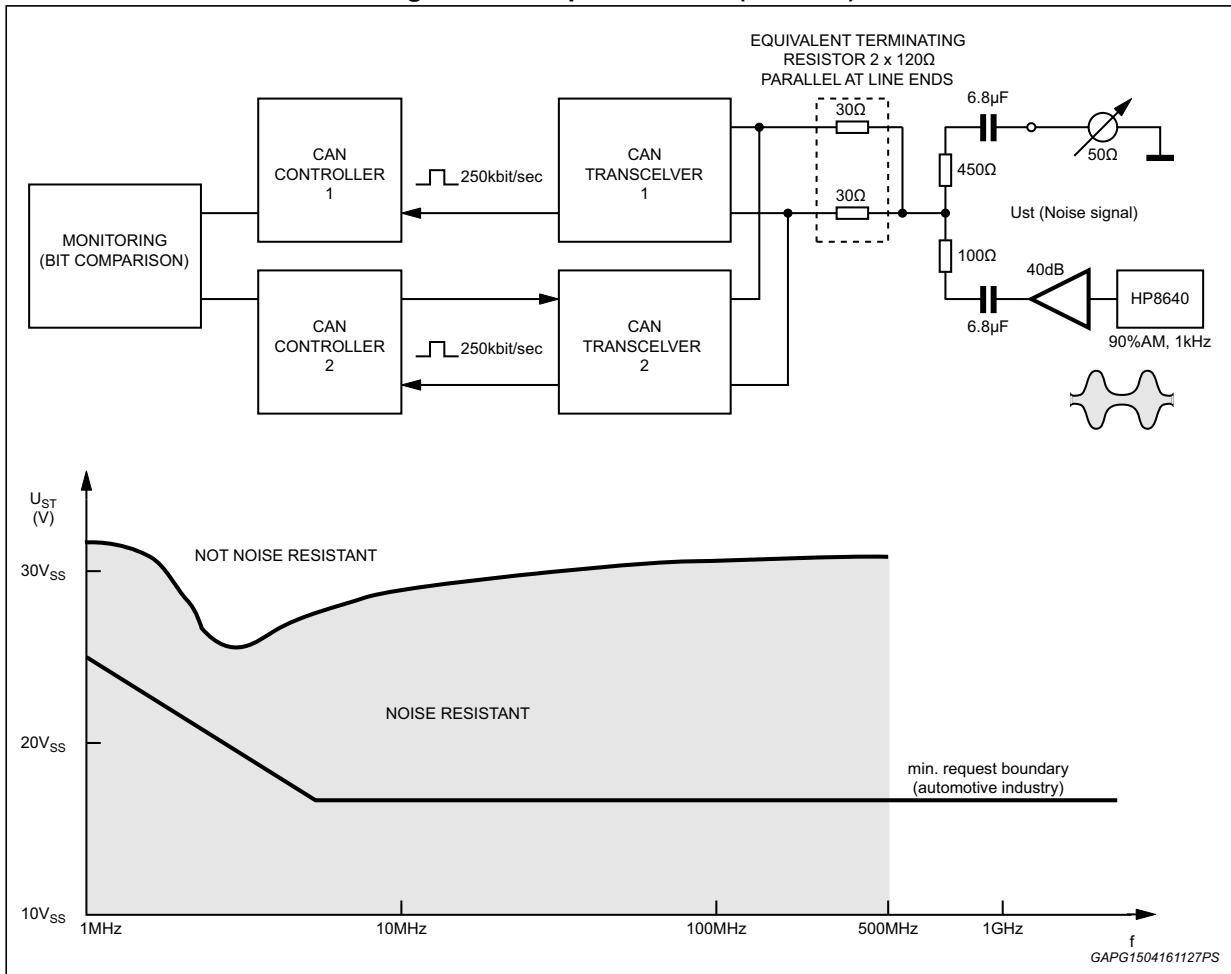 EQUIVALENT TERMINATING
RESISTOR 2 x 120Ω
PARALLEL AT LINE ENDS
6.8µF
30Ω
50Ω
CAN
CONTROLLER
1
250kbit/sec
CAN
TRANSCELVER
1
450Ω
30Ω
Ust (Noise signal)
MONITORING
(BIT COMPARISON)
100Ω
40dB
HP8640
6.8µF
90%AM, 1kHz
CAN
CONTROLLER
2
250kbit/sec
CAN
TRANSCELVER
2
UST
(V)
NOT NOISE RESISTANT
30VSS
NOISE RESISTANT
20VSS
min. request boundary
(automotive industry)
10VSS
1MHz
10MHz
100MHz
500MHz
1GHz
f
GAPG1504161127PS